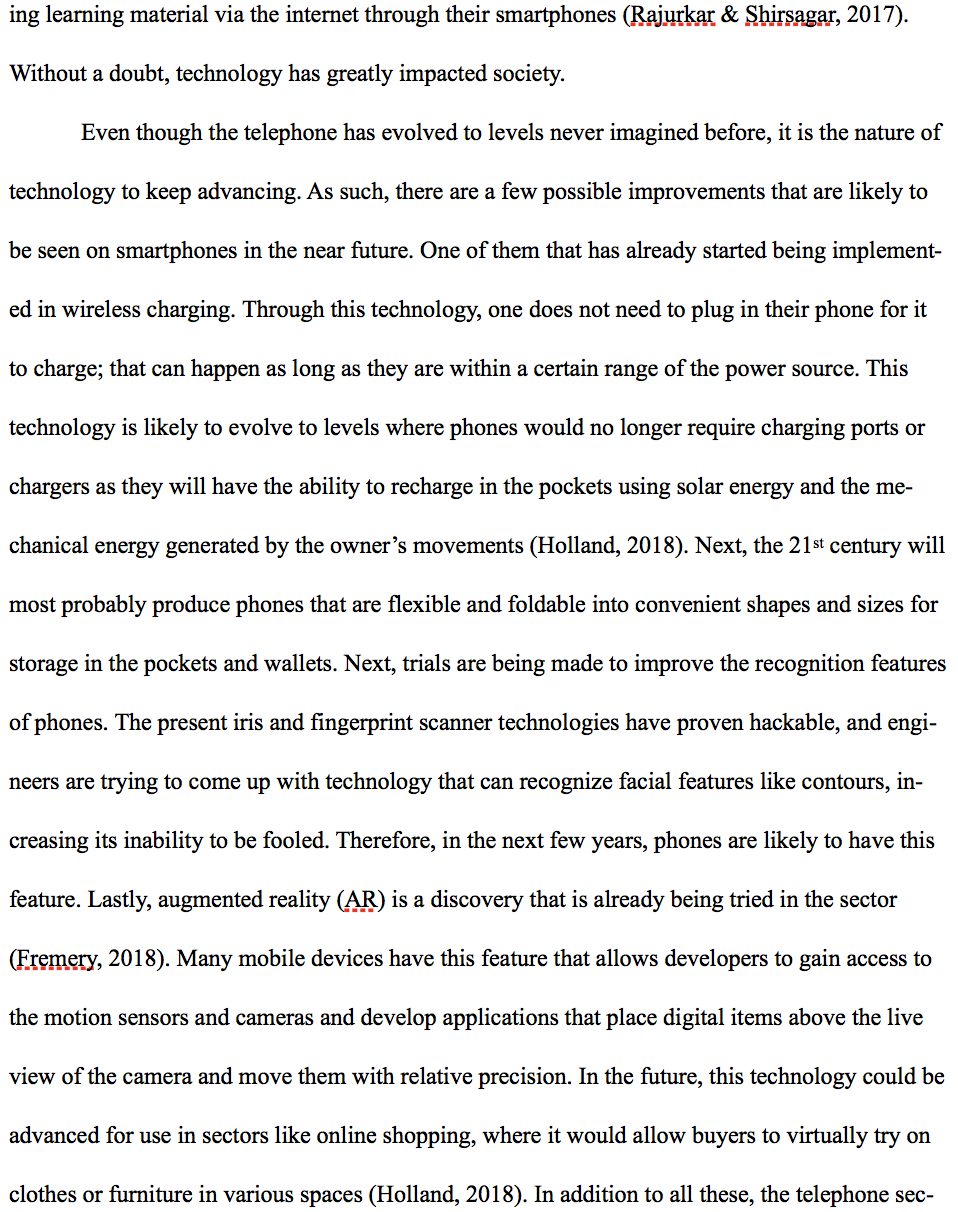 ing learning material via the internet through their smartphones (Rajurkar & Shirsagar, 2017).
Without a doubt, technology has greatly impacted society.
Even though the telephone has evolved to levels never imagined before, it is the nature of
technology to keep advancing. As such, there are a few possible improvements that are likely to
be seen on smartphones in the near future. One of them that has already started being implement-
ed in wireless charging. Through this technology, one does not need to plug in their phone for it
to charge; that can happen as long as they are within a certain range of the power source. This
technology is likely to evolve to levels where phones would no longer require charging ports or
chargers as they will have the ability to recharge in the pockets using solar energy and the me-
chanical energy generated by the owner’s movements (Holland, 2018). Next, the 21st century will
most probably produce phones that are flexible and foldable into convenient shapes and sizes for
storage in the pockets and wallets. Next, trials are being made to improve the recognition features
of phones. The present iris and fingerprint scanner technologies have proven hackable, and engi-
neers are trying to come up with technology that can recognize facial features like contours, in-
creasing its inability to be fooled. Therefore, in the next few years, phones are likely to have this
feature. Lastly, augmented reality (AR) is a discovery that is already being tried in the sector
(Fremery, 2018). Many mobile devices have this feature that allows developers to gain access to
the motion sensors and cameras and develop applications that place digital items above the live
view of the camera and move them with relative precision. In the future, this technology could be
advanced for use in sectors like online shopping, where it would allow buyers to virtually try on
clothes or furniture in various spaces (Holland, 2018). In addition to all these, the telephone sec-